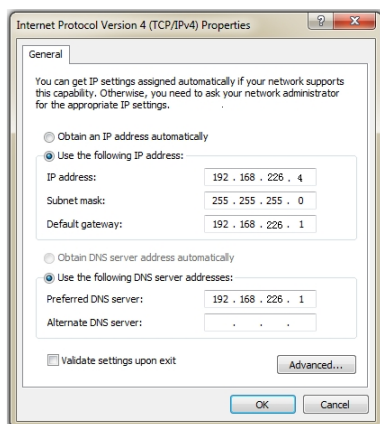 Internet Protocol Version 4 (TCP/IPv4) Properties
General
You can get IP settings assigned automatically if your network supports
this capability. Otherwise, you need to ask your network administrator
for the appropriate IP settings.
Obtain an IP address automatically
Use the following IP address:
IP address: 192 . 168 . 226 . 4
Subnet mask: 255 . 255 . 255 . 0
Default gateway: 192 . 168 . 226 . 1
Obtain DNS server address automatically
Use the following DNS server addresses:
Preferred DNS server: 192 . 168 . 226 . 1
Alternate DNS server: . . .
Validate settings upon exit
Advanced...
OK Cancel